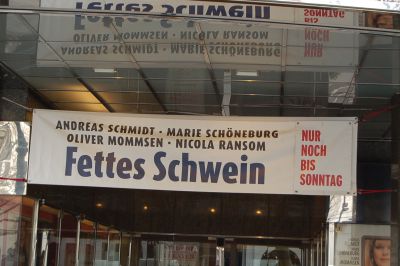 ANDREAS SCHMIDT · MARIE SCHÖNEBURG
OLIVER MOMMSEN · NICOLA RANSOM
Fettes Schwein
NUR
NOCH
BIS
SONNTAG